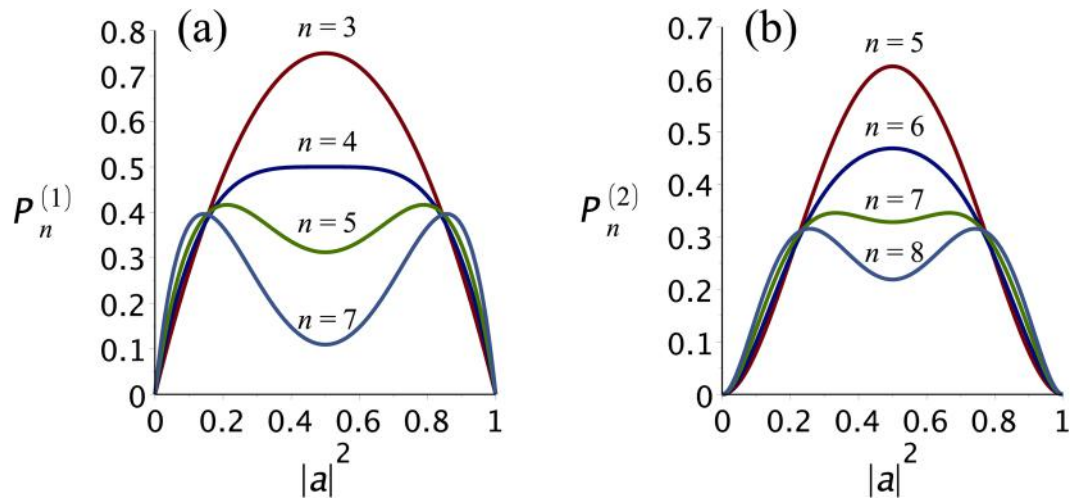 (a)
n = 3
n = 4
n = 5
n = 7
0.8
0.7
0.6
0.5
0.4
0.3
0.2
0.1
0
P_n^{(1)}
0 0.2 0.4 0.6 0.8 1
|a|^2
(b)
n = 5
n = 6
n = 7
n = 8
0.7
0.6
0.5
0.4
0.3
0.2
0.1
0
P_n^{(2)}
0 0.2 0.4 0.6 0.8 1
|a|^2